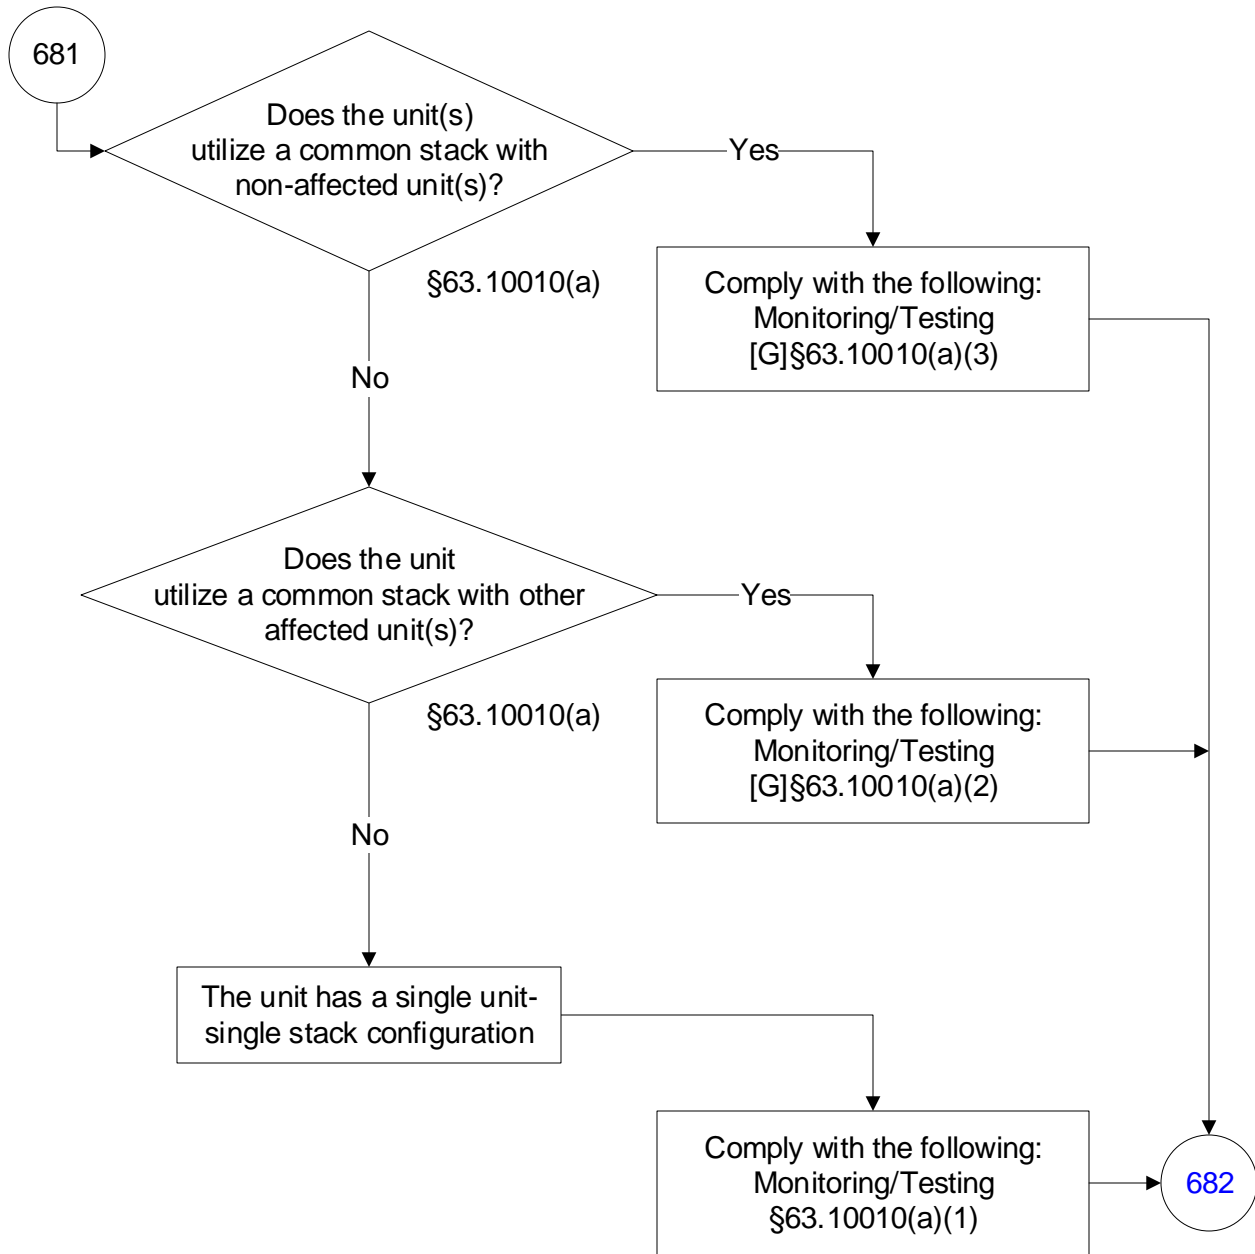 681
Does the unit(s)
utilize a common stack with
non-affected unit(s)?
Yes
§63.10010(a)
Comply with the following:
Monitoring/Testing
[G]§63.10010(a)(3)
No
Does the unit
utilize a common stack with other
affected unit(s)?
Yes
§63.10010(a)
Comply with the following:
Monitoring/Testing
[G]§63.10010(a)(2)
No
The unit has a single unit-
single stack configuration
Comply with the following:
Monitoring/Testing
§63.10010(a)(1)
682